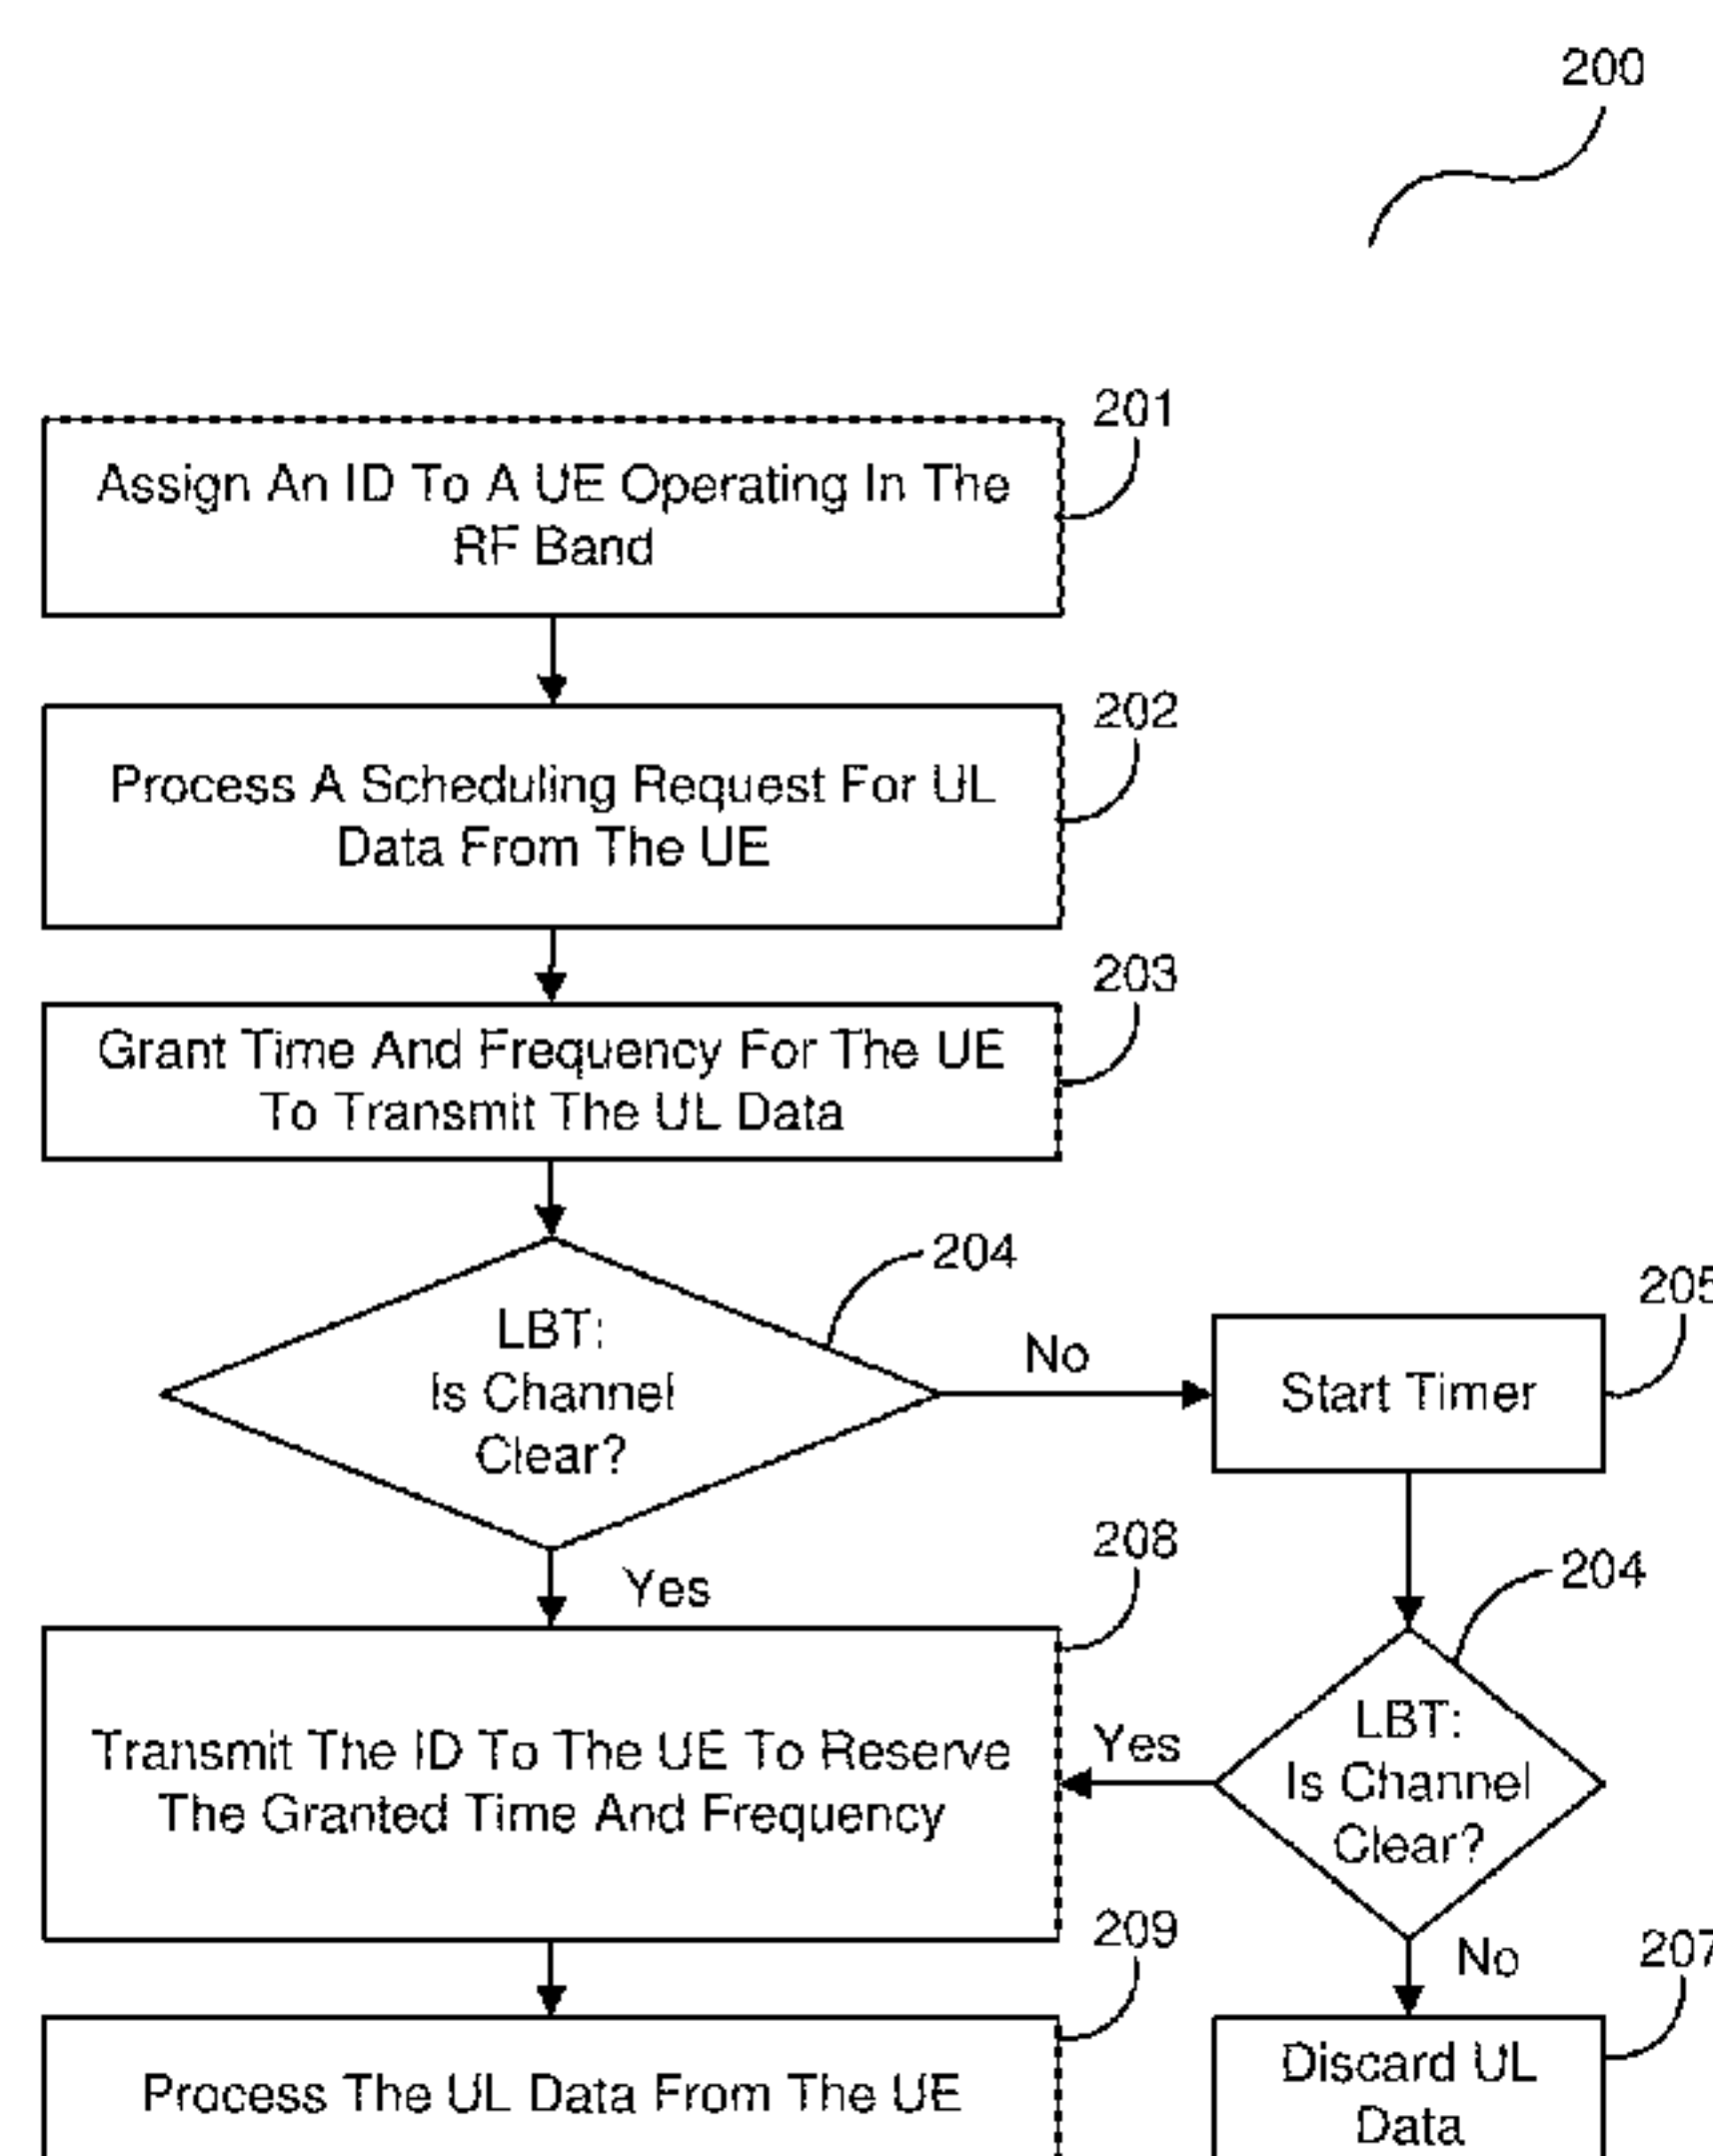 200
201
Assign An ID To A UE Operating In The
RF Band
202
Process A Scheduling Request For UL
Data From The UE
203
Grant Time And Frequency For The UE
To Transmit The UL Data
204
LBT:
Is Channel
Clear?
No
205
Start Timer
Yes
208
204
Transmit The ID To The UE To Reserve
The Granted Time And Frequency
Yes
LBT:
Is Channel
Clear?
209
No
207
Process The UL Data From The UE
Discard UL
Data